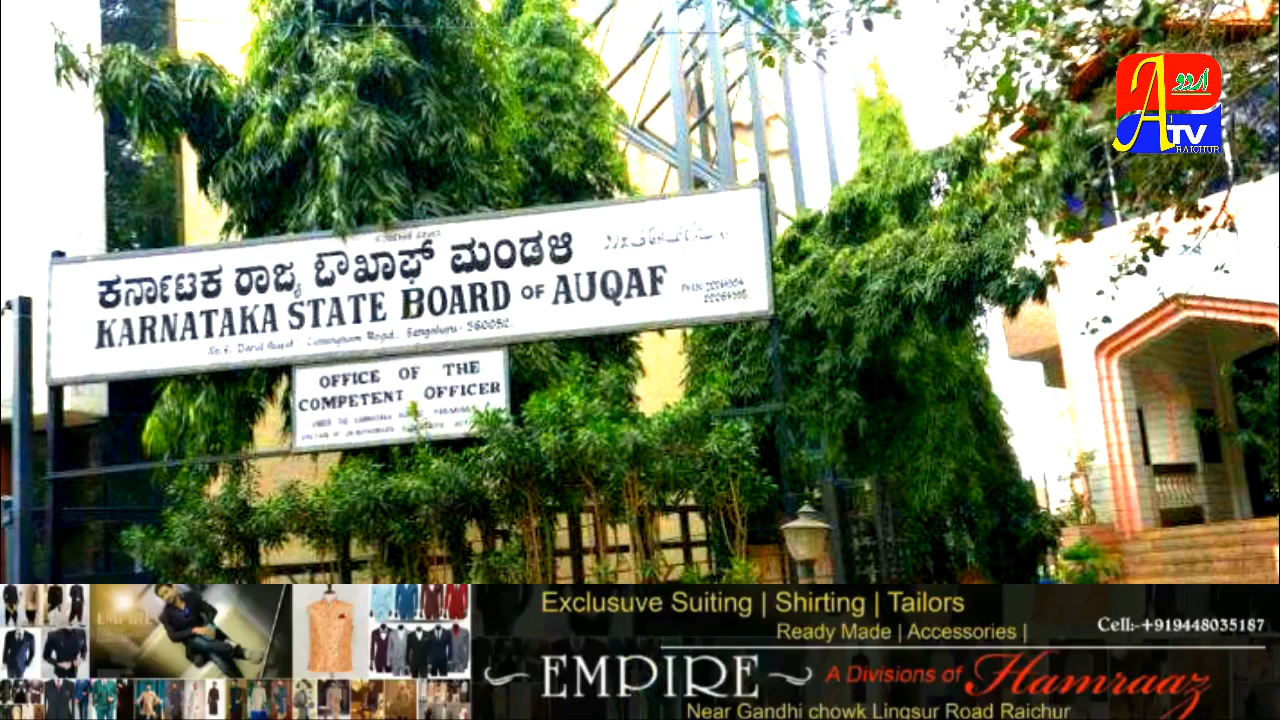 ಕರ್ನಾಟಕ ರಾಜ್ಯ ಔಖಾಫ್ ಮಂಡಳಿ
KARNATAKA STATE BOARD OF AUQAF
OFFICE OF THE
COMPETENT OFFICER
A1 TV
RAICHUR
Exclusuve Suiting | Shirting | Tailors
Ready Made | Accessories |
Cell:-+919448035187
EMPIRE
A Divisions of Hamraaz
Near Gandhi chowk Lingsur Road Raichur